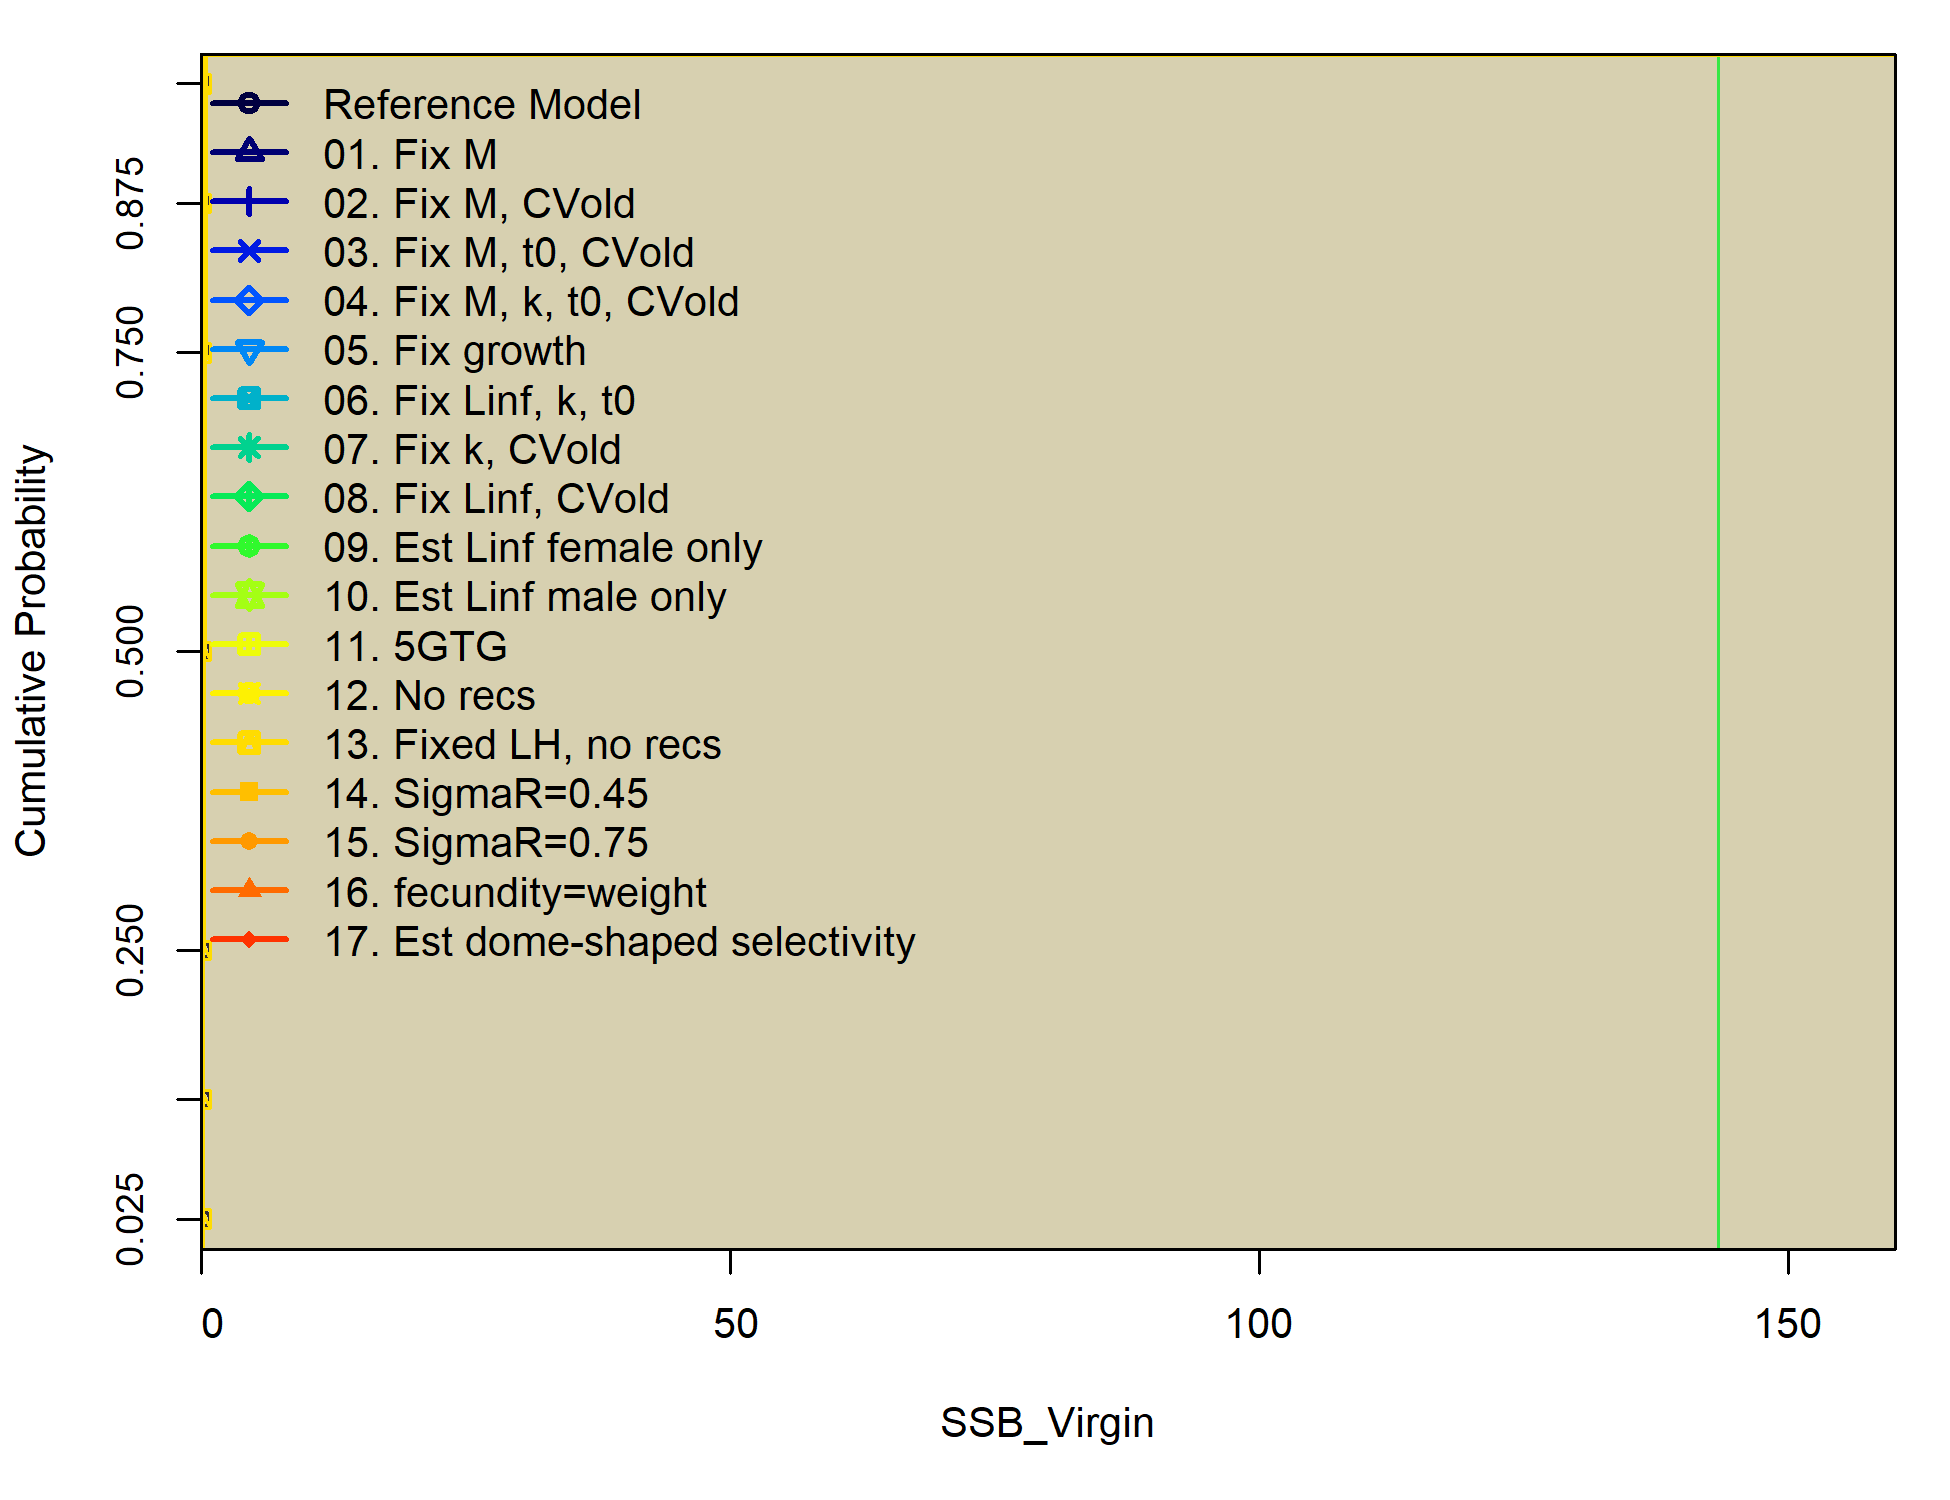 Reference Model
01. Fix M
02. Fix M, CVold
03. Fix M, t0, CVold
04. Fix M, k, t0, CVold
05. Fix growth
06. Fix Linf, k, t0
07. Fix k, CVold
08. Fix Linf, CVold
09. Est Linf female only
10. Est Linf male only
11. 5GTG
12. No recs
13. Fixed LH, no recs
14. SigmaR=0.45
15. SigmaR=0.75
16. fecundity=weight
17. Est dome-shaped selectivity
Cumulative Probability
0.875
0.750
0.500
0.250
0.025
0 50 100 150
SSB_Virgin